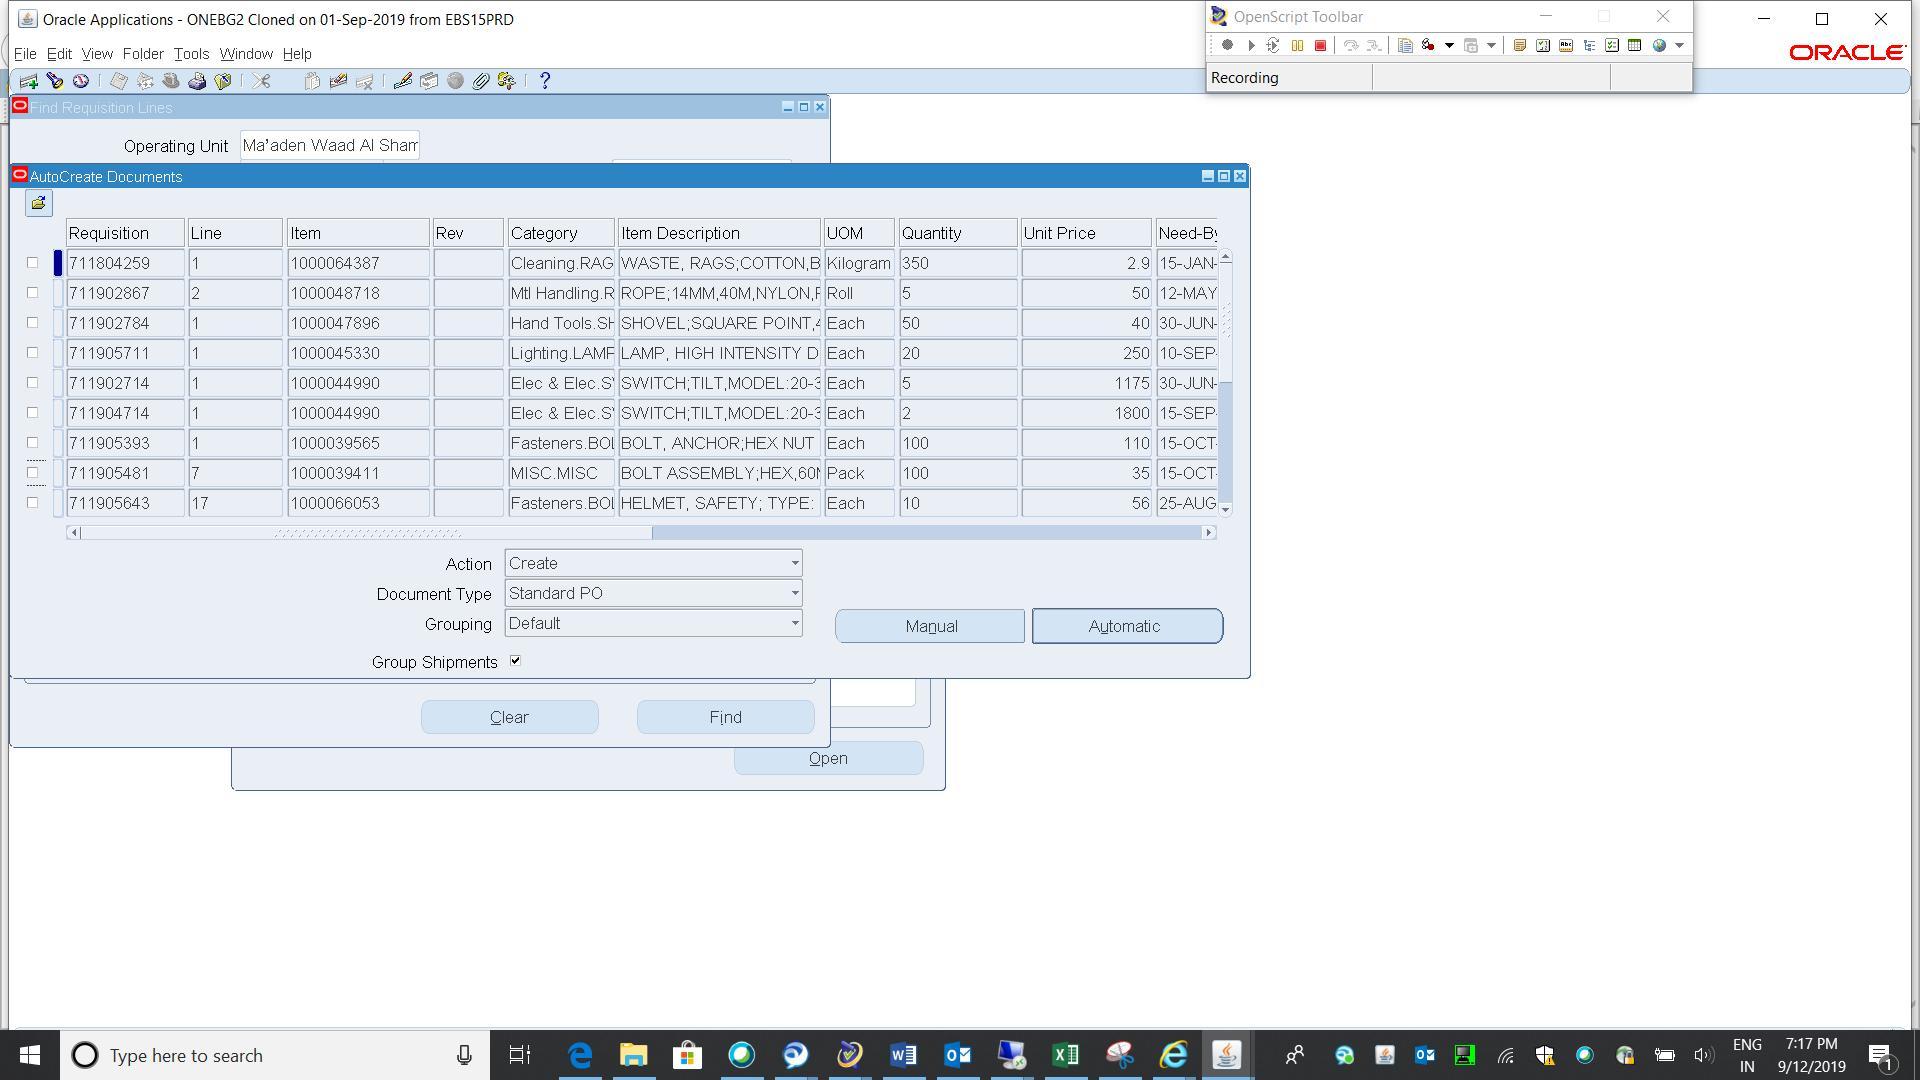 Oracle Applications - ONEBG2 Cloned on 01-Sep-2019 from EBS15PRD
OpenScript Toolbar
File Edit View Folder Tools Window Help
ORACLE
Recording
Find Requisition Lines
Operating Unit Ma'aden Waad Al Sham
AutoCreate Documents
Requisition Line Item Rev Category Item Description UOM Quantity Unit Price Need-By
711804259 1 1000064387 Cleaning.RAG WASTE, RAGS;COTTON,B Kilogram 350 2.9 15-JAN-
711902867 2 1000048718 Mtl Handling.R ROPE;14MM,40M,NYLON, Roll 5 50 12-MAY
711902784 1 1000047896 Hand Tools.SH SHOVEL;SQUARE POINT,4 Each 50 40 30-JUN-
711905711 1 1000045330 Lighting.LAMP LAMP, HIGH INTENSITY D Each 20 250 10-SEP-
711902714 1 1000044990 Elec & Elec.S SWITCH;TILT,MODEL:20-3 Each 5 1175 30-JUN-
711904714 1 1000044990 Elec & Elec.S SWITCH;TILT,MODEL:20-3 Each 2 1800 15-SEP-
711905393 1 1000039565 Fasteners.BOL BOLT, ANCHOR;HEX NUT Each 100 110 15-OCT-
711905481 7 1000039411 MISC.MISC BOLT ASSEMBLY;HEX,60M Pack 100 35 15-OCT-
711905643 17 1000066053 Fasteners.BOL HELMET, SAFETY; TYPE: Each 10 56 25-AUG
Action Create
Document Type Standard PO
Grouping Default
Manual Automatic
Group Shipments
Clear Find
Open
Type here to search
ENG 7:17 PM
IN 9/12/2019
1